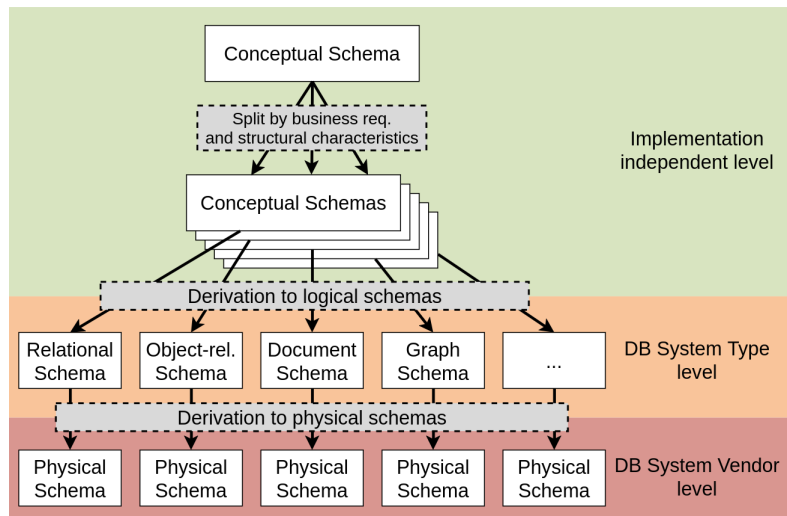 Conceptual Schema
Split by business req.
and structural characteristics
Implementation
independent level
Conceptual Schemas
Derivation to logical schemas
Relational
Schema
Object-rel.
Schema
Document
Schema
Graph
Schema
...
DB System Type
level
Derivation to physical schemas
Physical
Schema
Physical
Schema
Physical
Schema
Physical
Schema
Physical
Schema
DB System Vendor
level